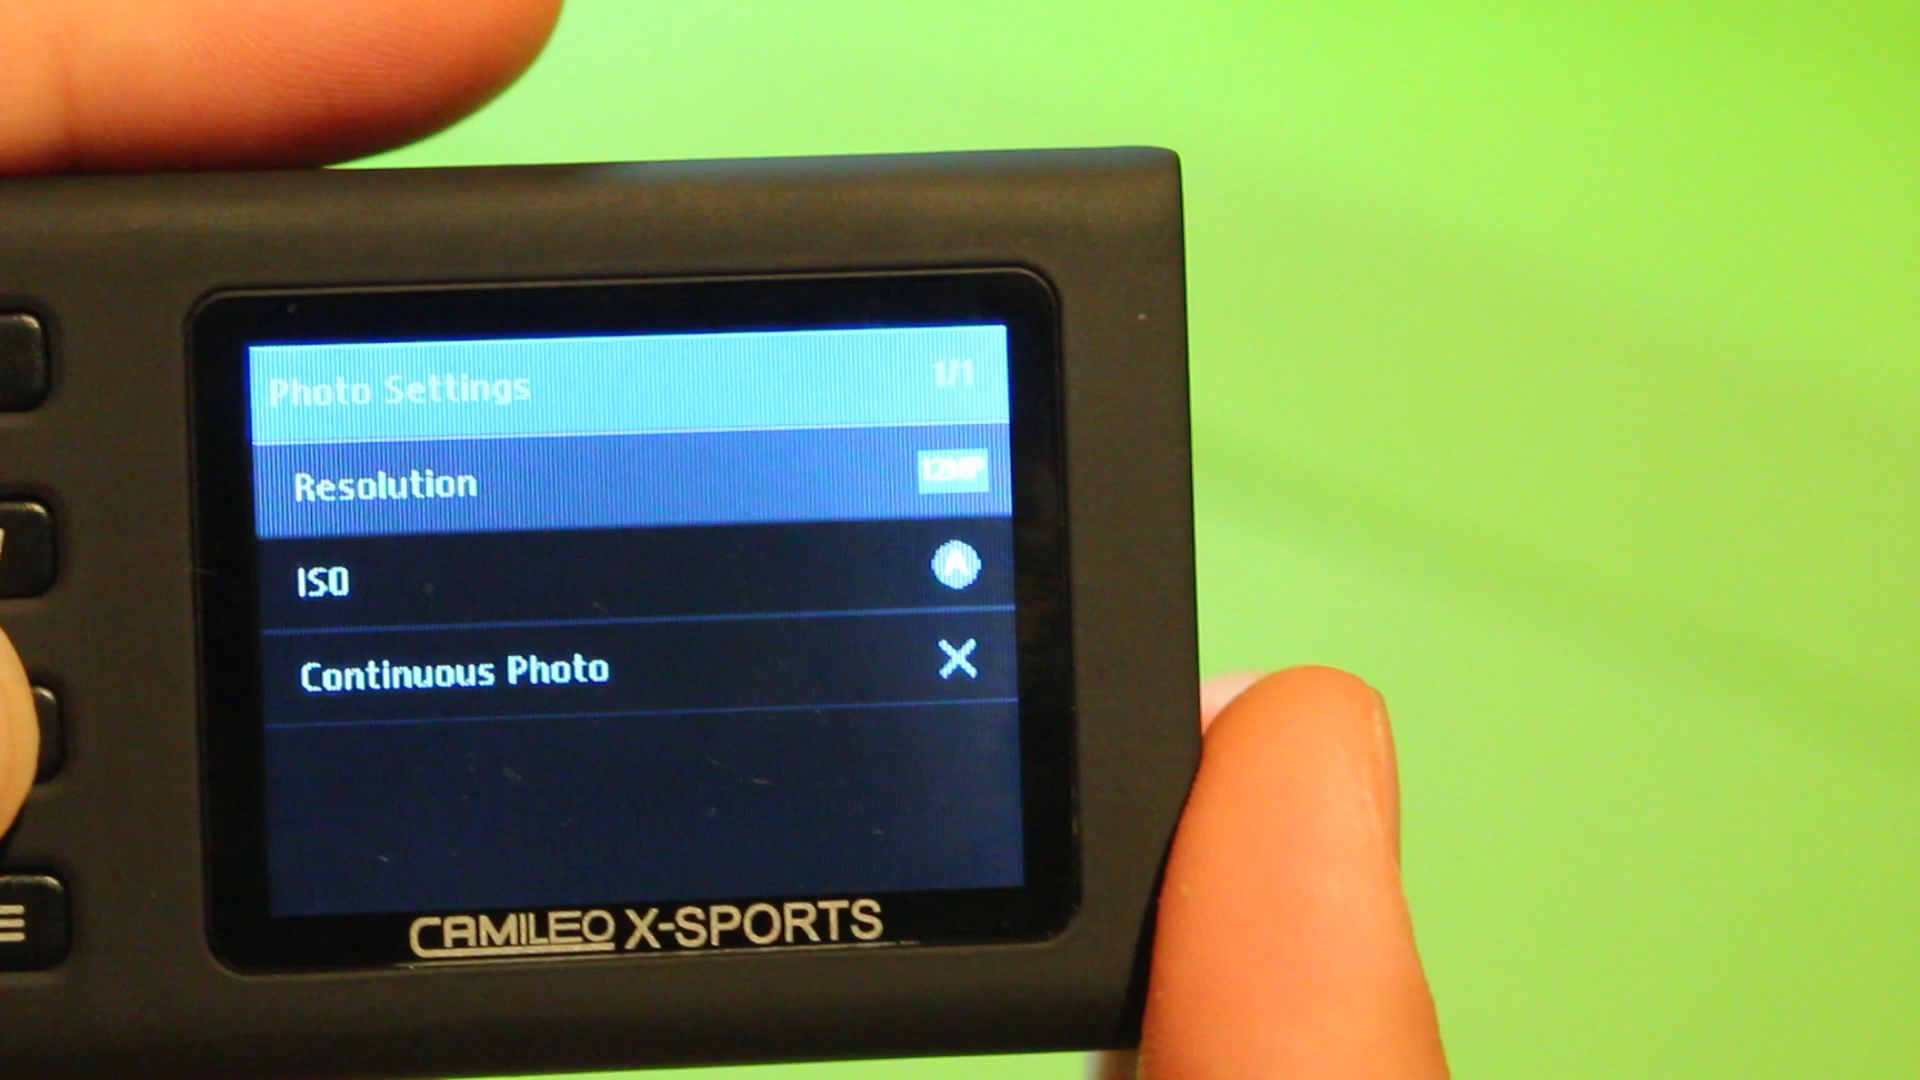 Photo Settings 1/1
Resolution 12MP
ISO A
Continuous Photo
CAMILEO X-SPORTS